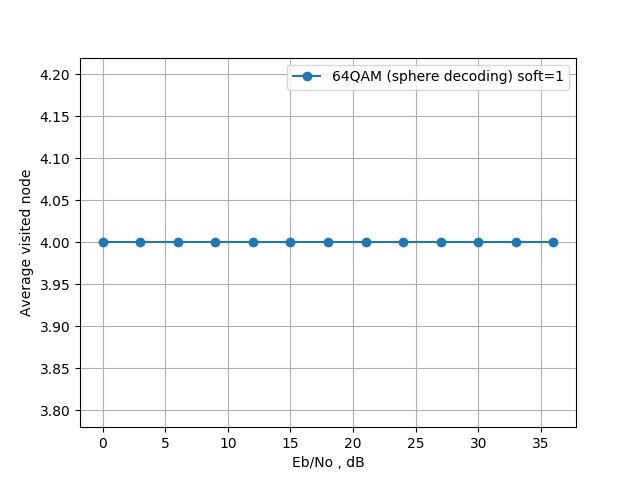 64QAM (sphere decoding) soft=1
4.20
4.15
4.10
4.05
4.00
3.95
3.90
3.85
3.80
Average visited node
0 5 10 15 20 25 30 35
Eb/No , dB